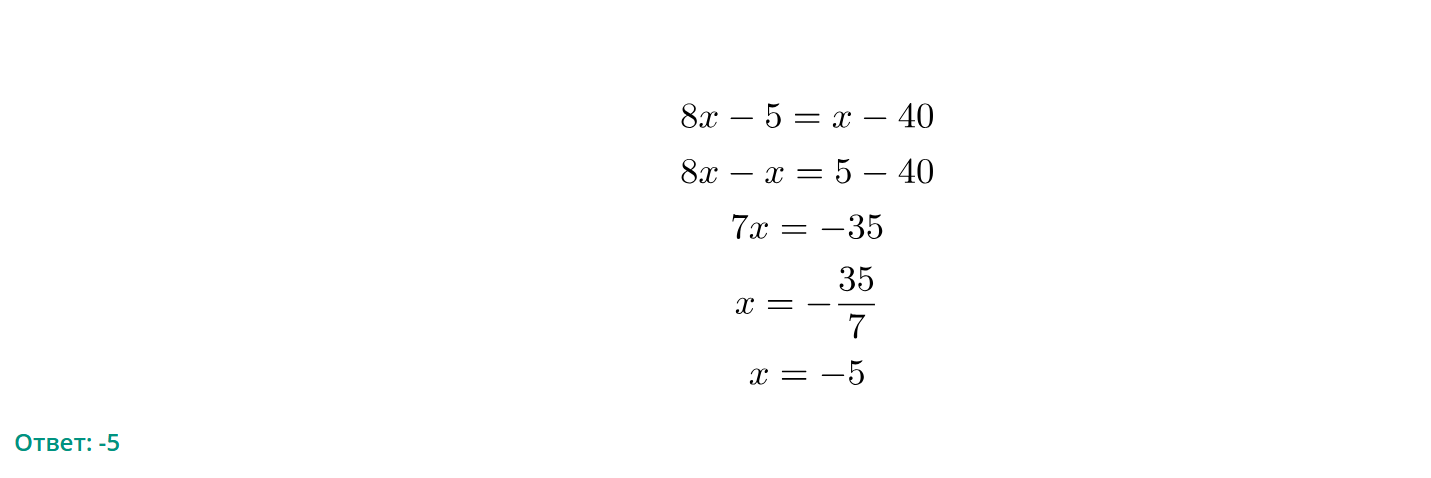 8x − 5 = x − 40
8x − x = 5 − 40
7x = −35
x = −35/7
x = −5
Ответ: -5